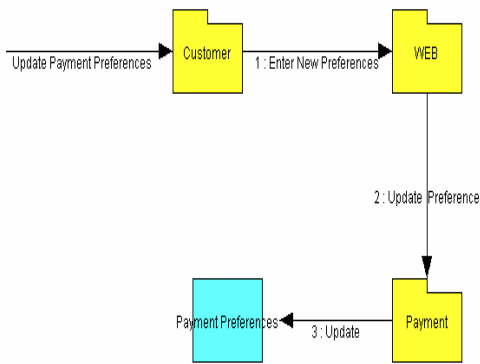 Customer
WEB
Update Payment Preferences
1 : Enter New Preferences
2 : Update Preference
Payment Preferences
3 : Update
Payment